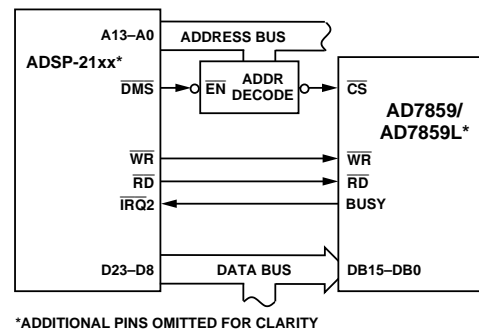 A13–A0
ADDRESS BUS
ADSP-21xx*
DMS
EN
ADDR
DECODE
CS
AD7859/
AD7859L*
WR
WR
RD
RD
IRQ2
BUSY
D23–D8
DATA BUS
DB15–DB0
*ADDITIONAL PINS OMITTED FOR CLARITY